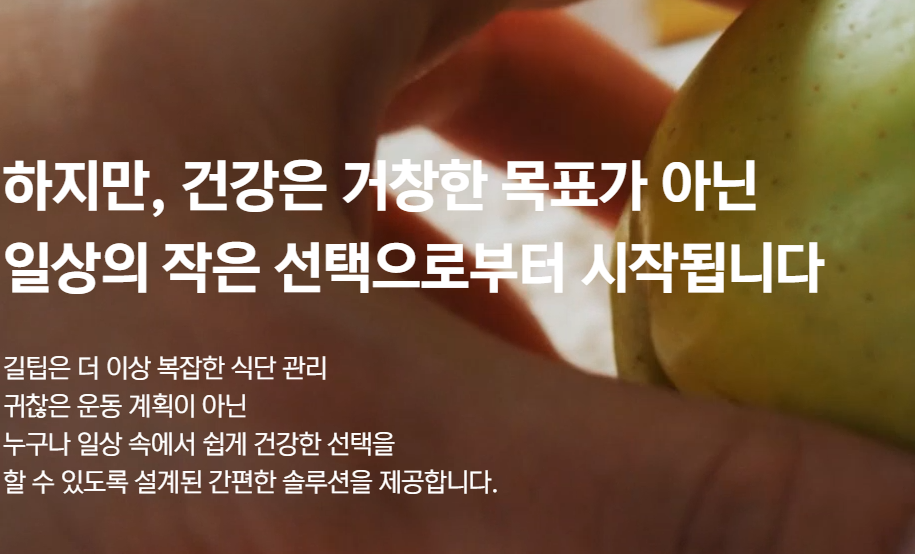 하지만, 건강은 거창한 목표가 아닌
일상의 작은 선택으로부터 시작됩니다
길팁은 더 이상 복잡한 식단 관리
귀찮은 운동 계획이 아닌
누구나 일상 속에서 쉽게 건강한 선택을
할 수 있도록 설계된 간편한 솔루션을 제공합니다.